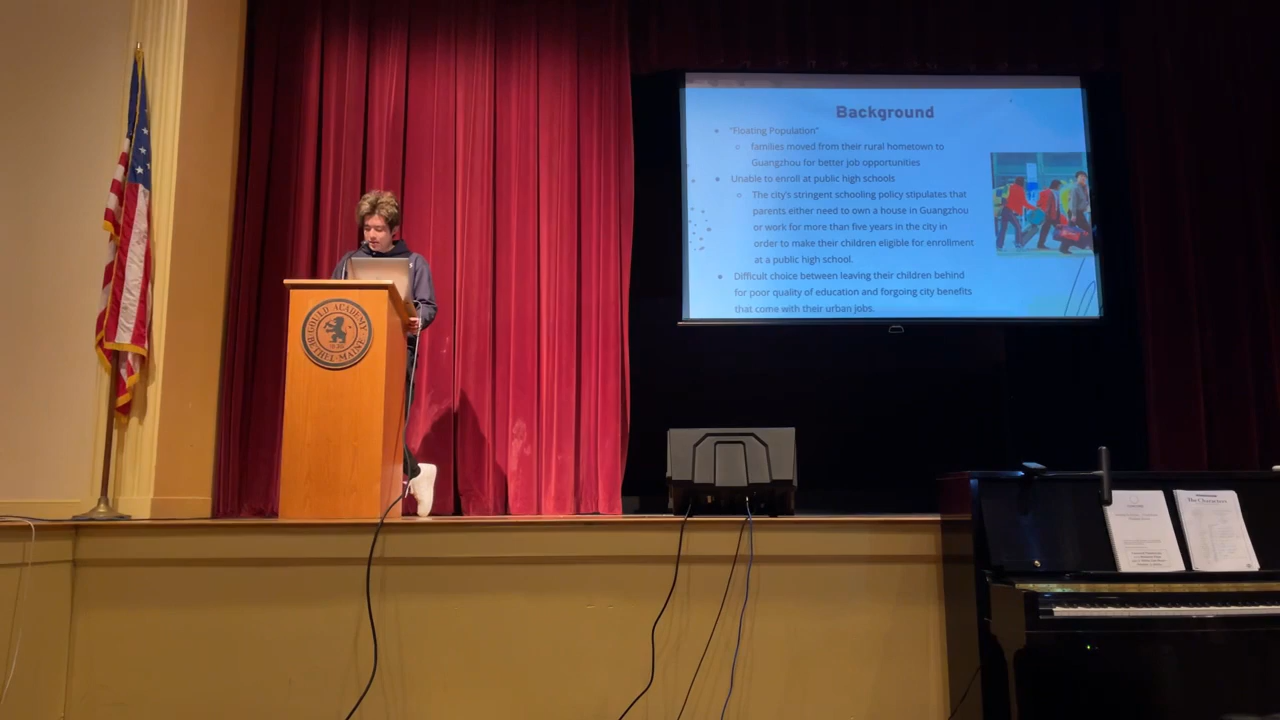 Background
"Floating Population"
families moved from their rural hometown to
Guangzhou for better job opportunities
Unable to enroll at public high schools
The city's stringent schooling policy stipulates that
parents either need to own a house in Guangzhou
or work for more than five years in the city in
order to make their children eligible for enrollment
at a public high school.
Difficult choice between leaving their children behind
for poor quality of education and forgoing city benefits
that come with their urban jobs.
GOULD ACADEMY
1836
BETHEL-MAINE
The Characters